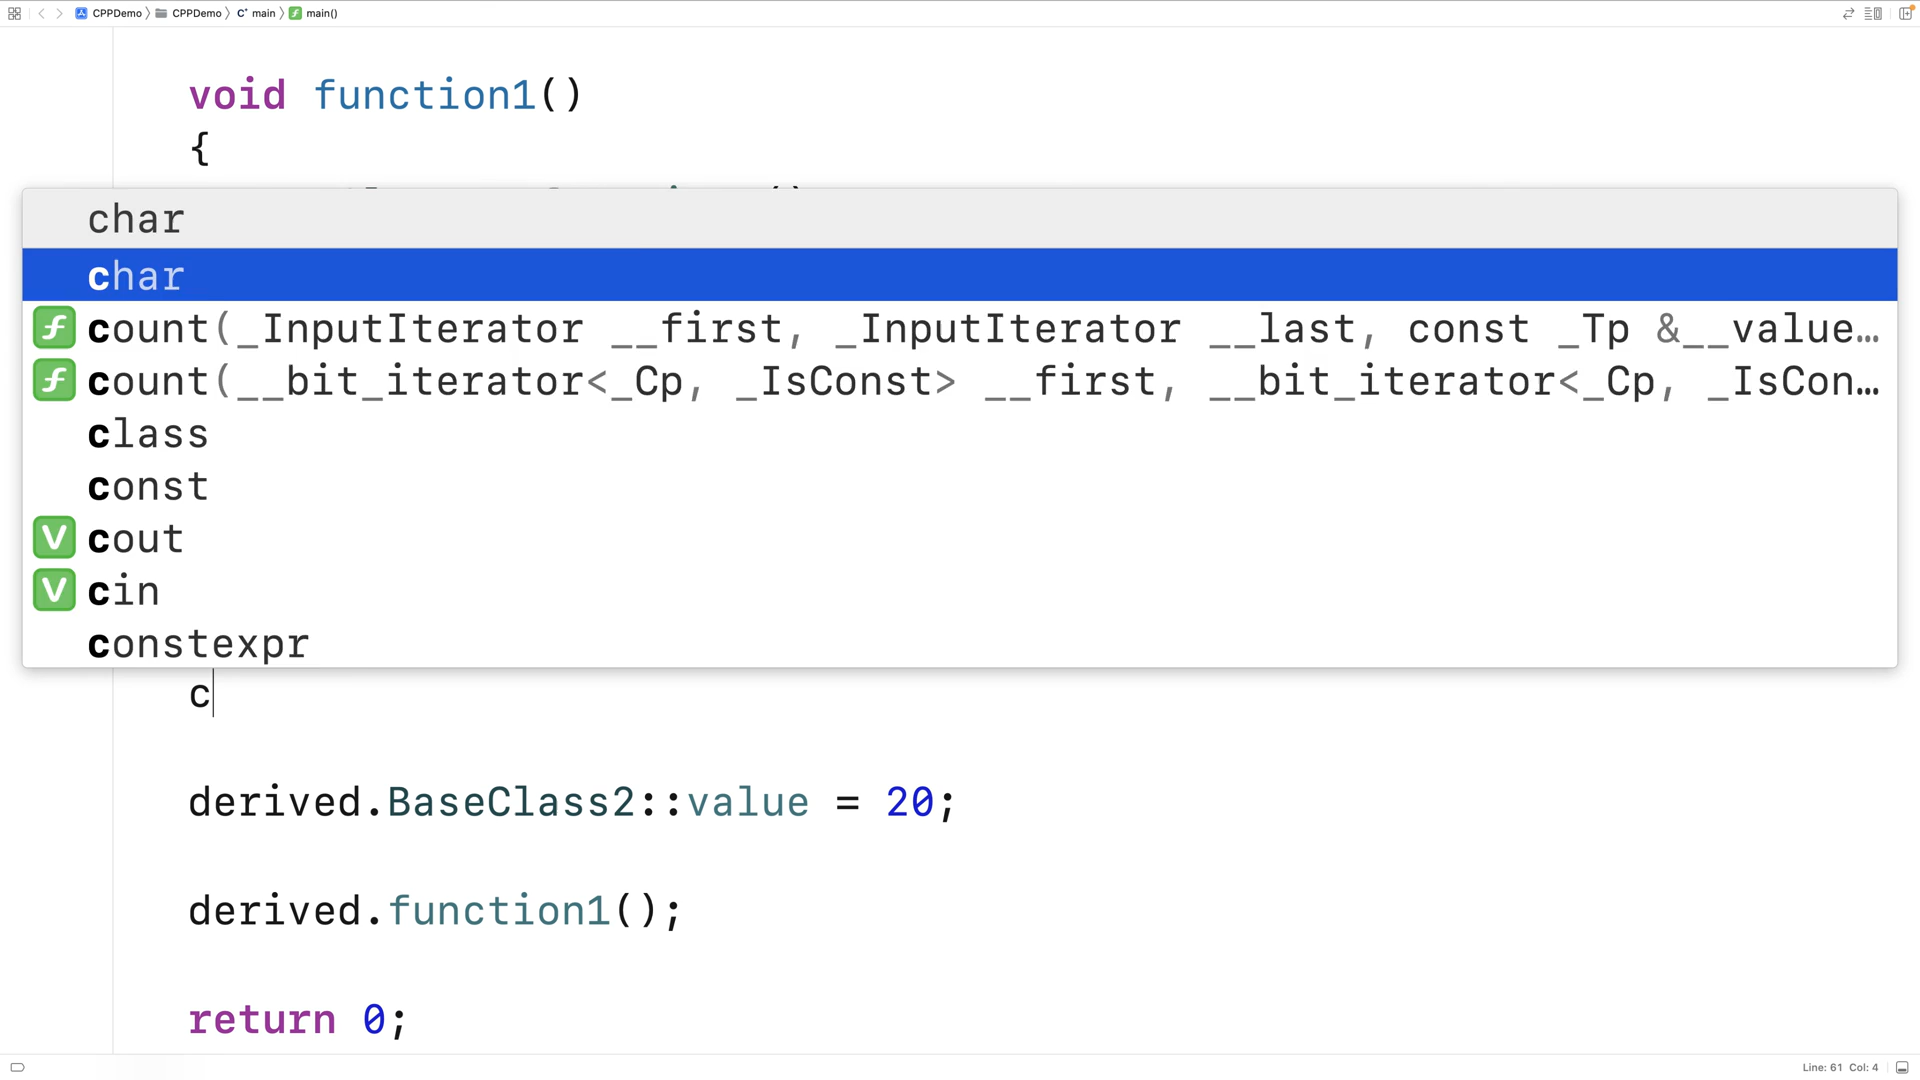 CPPDemo CPPDemo main main()
void function1()
{
char
char
count(_InputIterator __first, _InputIterator __last, const _Tp &__value…
count(__bit_iterator<_Cp, _IsConst> __first, __bit_iterator<_Cp, _IsCon…
class
const
cout
cin
constexpr
c
derived.BaseClass2::value = 20;
derived.function1();
return 0;
Line: 61 Col: 4